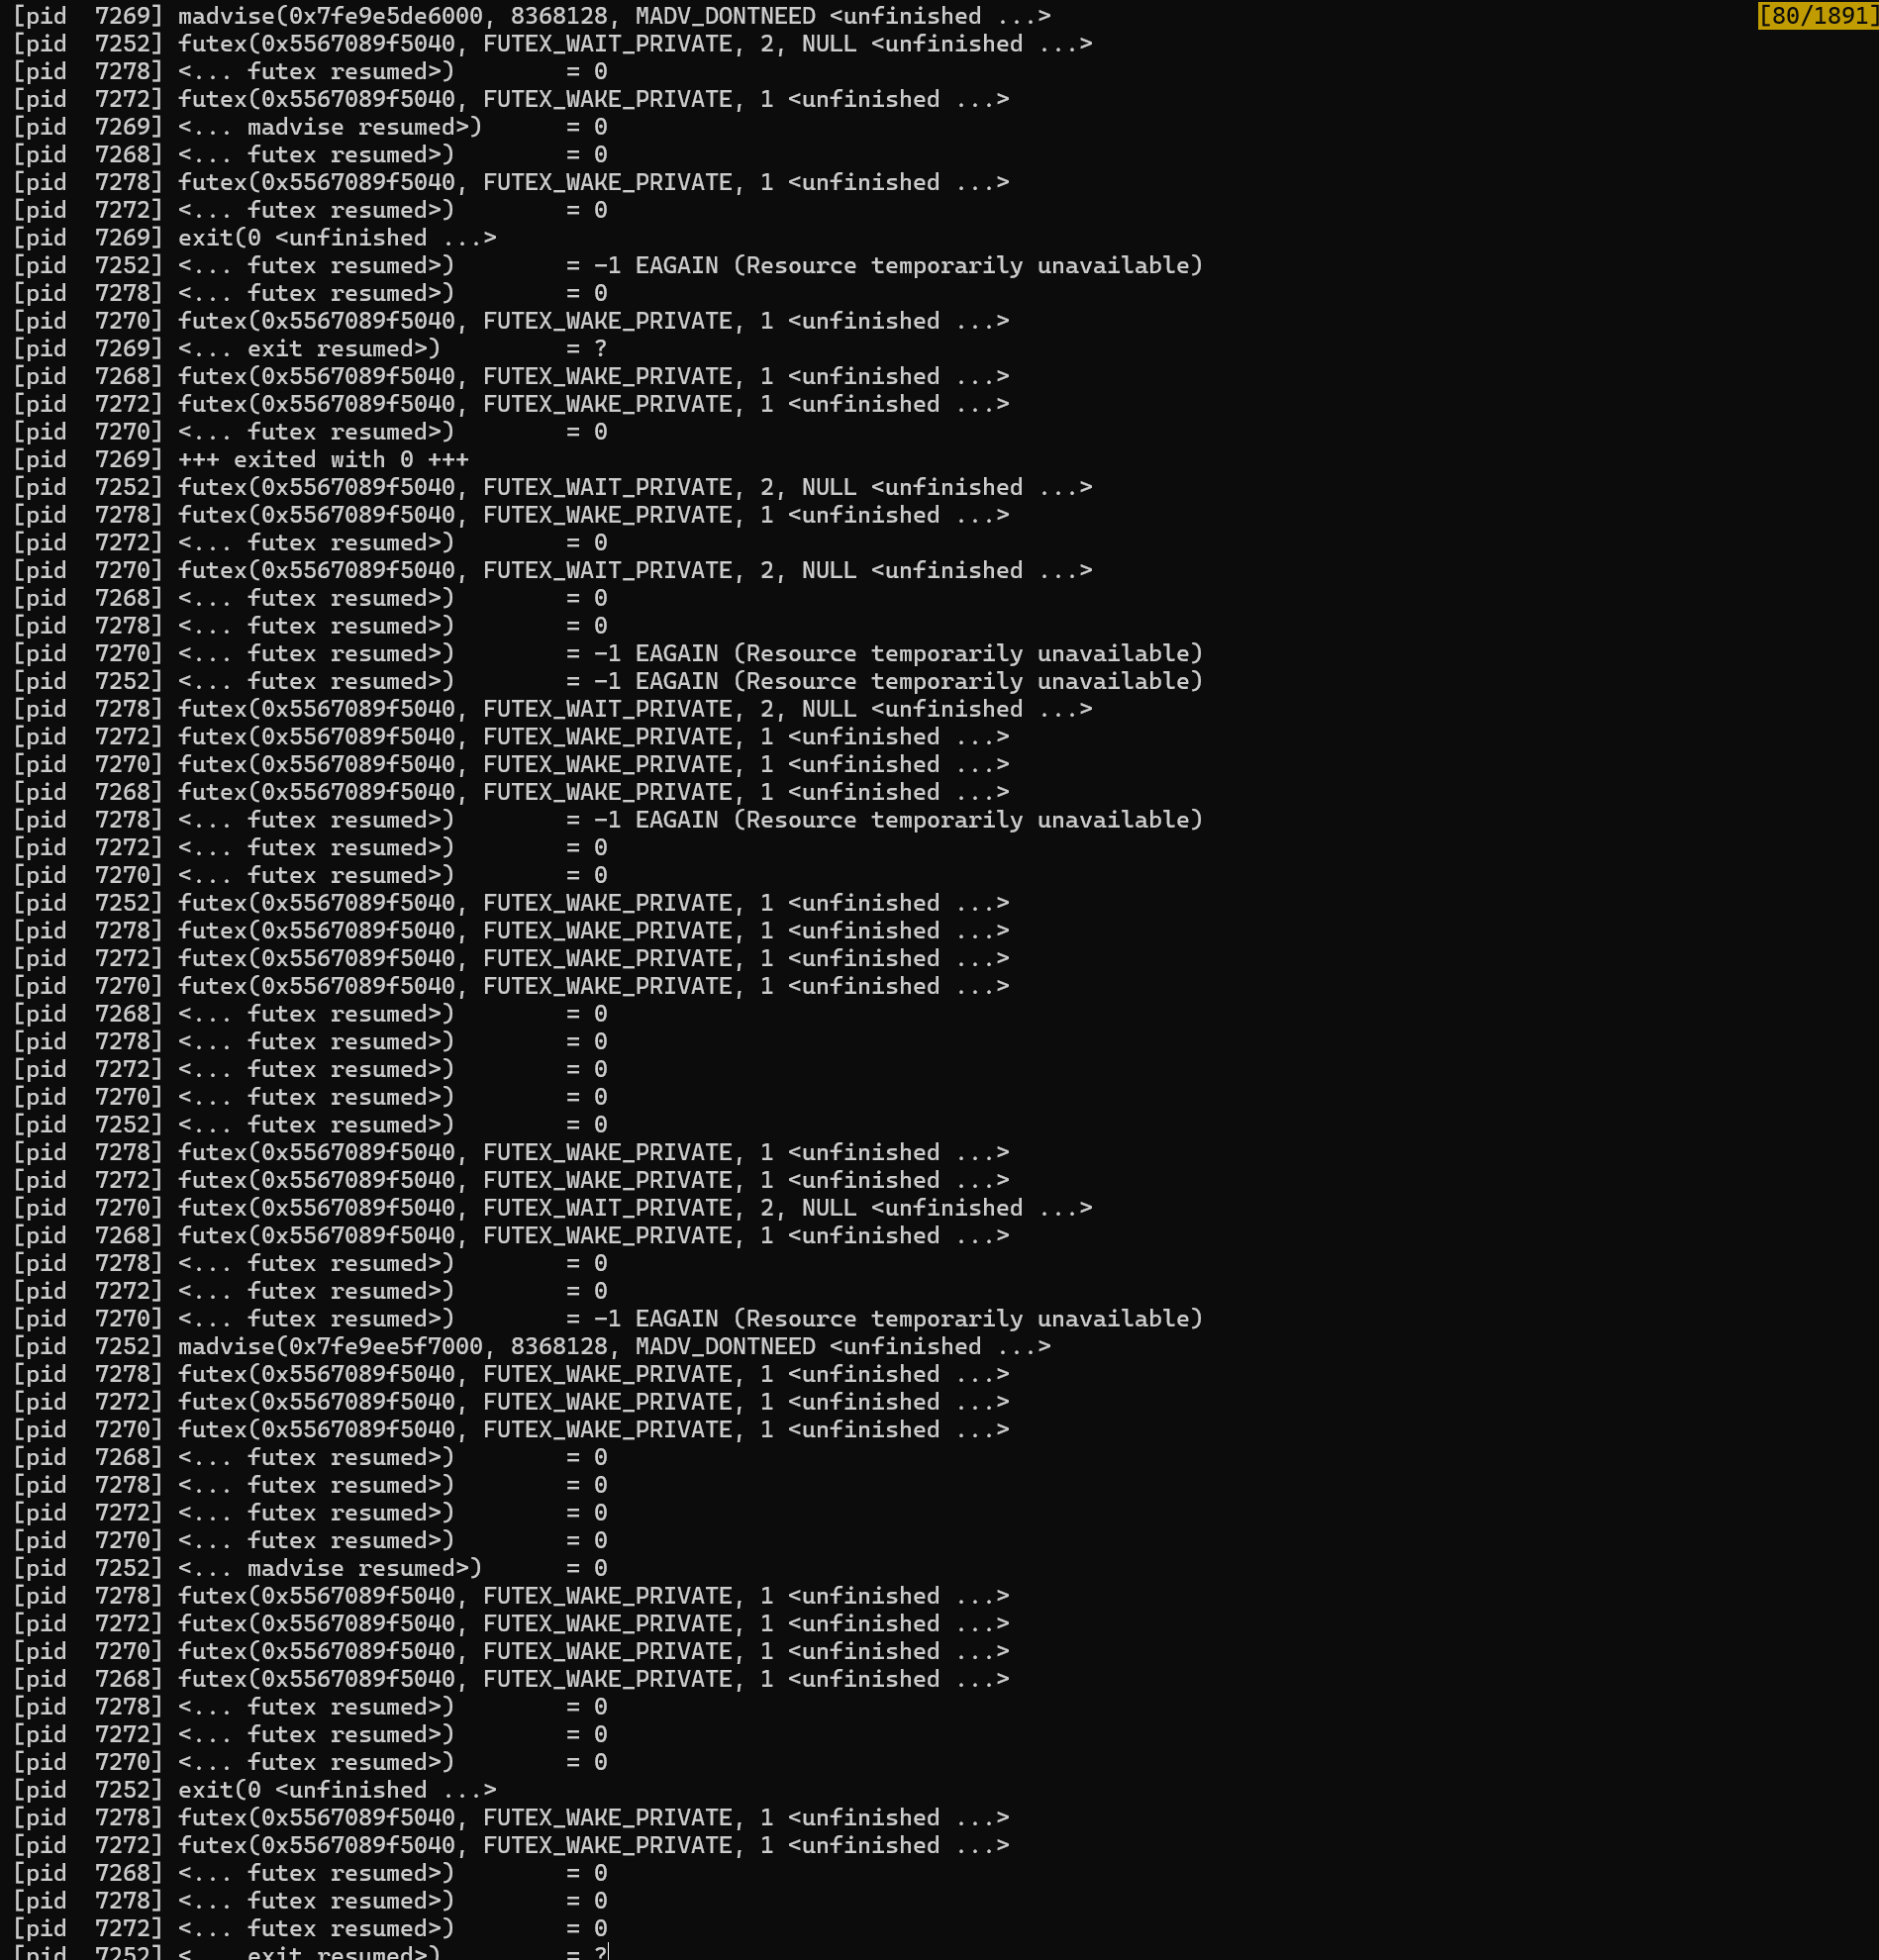 [pid  7269] madvise(0x7fe9e5de6000, 8368128, MADV_DONTNEED <unfinished ...> [80/1891]
[pid  7252] futex(0x5567089f5040, FUTEX_WAIT_PRIVATE, 2, NULL <unfinished ...>
[pid  7278] <... futex resumed>)        = 0
[pid  7272] futex(0x5567089f5040, FUTEX_WAKE_PRIVATE, 1 <unfinished ...>
[pid  7269] <... madvise resumed>)      = 0
[pid  7268] <... futex resumed>)        = 0
[pid  7278] futex(0x5567089f5040, FUTEX_WAKE_PRIVATE, 1 <unfinished ...>
[pid  7272] <... futex resumed>)        = 0
[pid  7269] exit(0 <unfinished ...>
[pid  7252] <... futex resumed>)        = -1 EAGAIN (Resource temporarily unavailable)
[pid  7278] <... futex resumed>)        = 0
[pid  7270] futex(0x5567089f5040, FUTEX_WAKE_PRIVATE, 1 <unfinished ...>
[pid  7269] <... exit resumed>)         = ?
[pid  7268] futex(0x5567089f5040, FUTEX_WAKE_PRIVATE, 1 <unfinished ...>
[pid  7272] futex(0x5567089f5040, FUTEX_WAKE_PRIVATE, 1 <unfinished ...>
[pid  7270] <... futex resumed>)        = 0
[pid  7269] +++ exited with 0 +++
[pid  7252] futex(0x5567089f5040, FUTEX_WAIT_PRIVATE, 2, NULL <unfinished ...>
[pid  7278] futex(0x5567089f5040, FUTEX_WAKE_PRIVATE, 1 <unfinished ...>
[pid  7272] <... futex resumed>)        = 0
[pid  7270] futex(0x5567089f5040, FUTEX_WAIT_PRIVATE, 2, NULL <unfinished ...>
[pid  7268] <... futex resumed>)        = 0
[pid  7278] <... futex resumed>)        = 0
[pid  7270] <... futex resumed>)        = -1 EAGAIN (Resource temporarily unavailable)
[pid  7252] <... futex resumed>)        = -1 EAGAIN (Resource temporarily unavailable)
[pid  7278] futex(0x5567089f5040, FUTEX_WAIT_PRIVATE, 2, NULL <unfinished ...>
[pid  7272] futex(0x5567089f5040, FUTEX_WAKE_PRIVATE, 1 <unfinished ...>
[pid  7270] futex(0x5567089f5040, FUTEX_WAKE_PRIVATE, 1 <unfinished ...>
[pid  7268] futex(0x5567089f5040, FUTEX_WAKE_PRIVATE, 1 <unfinished ...>
[pid  7278] <... futex resumed>)        = -1 EAGAIN (Resource temporarily unavailable)
[pid  7272] <... futex resumed>)        = 0
[pid  7270] <... futex resumed>)        = 0
[pid  7252] futex(0x5567089f5040, FUTEX_WAKE_PRIVATE, 1 <unfinished ...>
[pid  7278] futex(0x5567089f5040, FUTEX_WAKE_PRIVATE, 1 <unfinished ...>
[pid  7272] futex(0x5567089f5040, FUTEX_WAKE_PRIVATE, 1 <unfinished ...>
[pid  7270] futex(0x5567089f5040, FUTEX_WAKE_PRIVATE, 1 <unfinished ...>
[pid  7268] <... futex resumed>)        = 0
[pid  7278] <... futex resumed>)        = 0
[pid  7272] <... futex resumed>)        = 0
[pid  7270] <... futex resumed>)        = 0
[pid  7252] <... futex resumed>)        = 0
[pid  7278] futex(0x5567089f5040, FUTEX_WAKE_PRIVATE, 1 <unfinished ...>
[pid  7272] futex(0x5567089f5040, FUTEX_WAKE_PRIVATE, 1 <unfinished ...>
[pid  7270] futex(0x5567089f5040, FUTEX_WAIT_PRIVATE, 2, NULL <unfinished ...>
[pid  7268] futex(0x5567089f5040, FUTEX_WAKE_PRIVATE, 1 <unfinished ...>
[pid  7278] <... futex resumed>)        = 0
[pid  7272] <... futex resumed>)        = 0
[pid  7270] <... futex resumed>)        = -1 EAGAIN (Resource temporarily unavailable)
[pid  7252] madvise(0x7fe9ee5f7000, 8368128, MADV_DONTNEED <unfinished ...>
[pid  7278] futex(0x5567089f5040, FUTEX_WAKE_PRIVATE, 1 <unfinished ...>
[pid  7272] futex(0x5567089f5040, FUTEX_WAKE_PRIVATE, 1 <unfinished ...>
[pid  7270] futex(0x5567089f5040, FUTEX_WAKE_PRIVATE, 1 <unfinished ...>
[pid  7268] <... futex resumed>)        = 0
[pid  7278] <... futex resumed>)        = 0
[pid  7272] <... futex resumed>)        = 0
[pid  7270] <... futex resumed>)        = 0
[pid  7252] <... madvise resumed>)      = 0
[pid  7278] futex(0x5567089f5040, FUTEX_WAKE_PRIVATE, 1 <unfinished ...>
[pid  7272] futex(0x5567089f5040, FUTEX_WAKE_PRIVATE, 1 <unfinished ...>
[pid  7270] futex(0x5567089f5040, FUTEX_WAKE_PRIVATE, 1 <unfinished ...>
[pid  7268] futex(0x5567089f5040, FUTEX_WAKE_PRIVATE, 1 <unfinished ...>
[pid  7278] <... futex resumed>)        = 0
[pid  7272] <... futex resumed>)        = 0
[pid  7270] <... futex resumed>)        = 0
[pid  7252] exit(0 <unfinished ...>
[pid  7278] futex(0x5567089f5040, FUTEX_WAKE_PRIVATE, 1 <unfinished ...>
[pid  7272] futex(0x5567089f5040, FUTEX_WAKE_PRIVATE, 1 <unfinished ...>
[pid  7268] <... futex resumed>)        = 0
[pid  7278] <... futex resumed>)        = 0
[pid  7272] <... futex resumed>)        = 0
[pid  7252] <... exit resumed>)         = ?